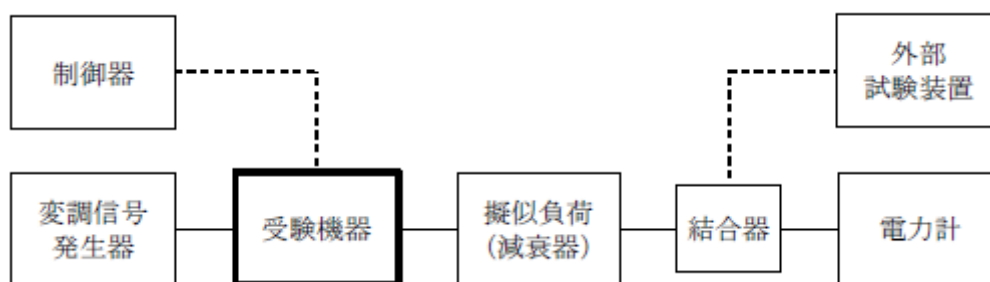 制御器
外部
試験装置
変調信号
発生器
受験機器
擬似負荷
(減衰器)
結合器
電力計